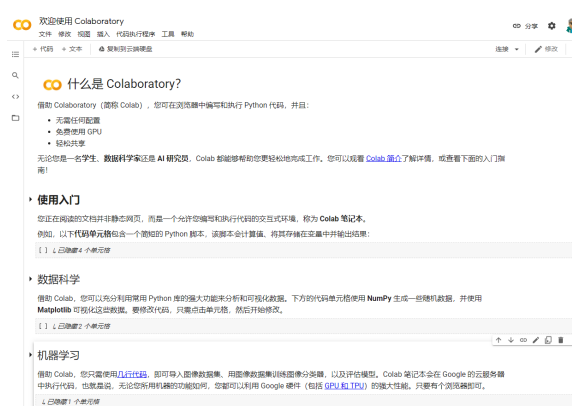 欢迎使用 Colaboratory
文件 修改 视图 插入 代码执行程序 工具 帮助
分享
+ 代码 + 文本 复制到云端硬盘
连接 修改
什么是 Colaboratory?
借助 Colaboratory（简称 Colab），您可在浏览器中编写和执行 Python 代码，并且：
• 无需任何配置
• 免费使用 GPU
• 轻松共享
无论您是一名学生、数据科学家还是 AI 研究员，Colab 都能够帮助您更轻松地完成工作。您可以观看 Colab 简介了解详情，或查看下面的入门指
南！
使用入门
您正在阅读的文档并非静态网页，而是一个允许您编写和执行代码的交互式环境，称为 Colab 笔记本。
例如，以下代码单元格包含一个简短的 Python 脚本，该脚本会计算值，将其存储在变量中并输出结果：
[ ] ↳ 已隐藏 4 个单元格
数据科学
借助 Colab，您可以充分利用常用 Python 库的强大功能来分析和可视化数据。下方的代码单元格使用 NumPy 生成一些随机数据，并使用
Matplotlib 可视化这些数据。要修改代码，只需点击单元格，然后开始修改。
[ ] ↳ 已隐藏 2 个单元格
机器学习
借助 Colab，您只需使用几行代码，即可导入图像数据集、用图像数据集训练图像分类器，以及评估模型。Colab 笔记本会在 Google 的云服务器
中执行代码，也就是说，无论您所用机器的功能如何，您都可以利用 Google 硬件（包括 GPU 和 TPU）的强大性能。只要有个浏览器即可。
↳ 已隐藏 1 个单元格